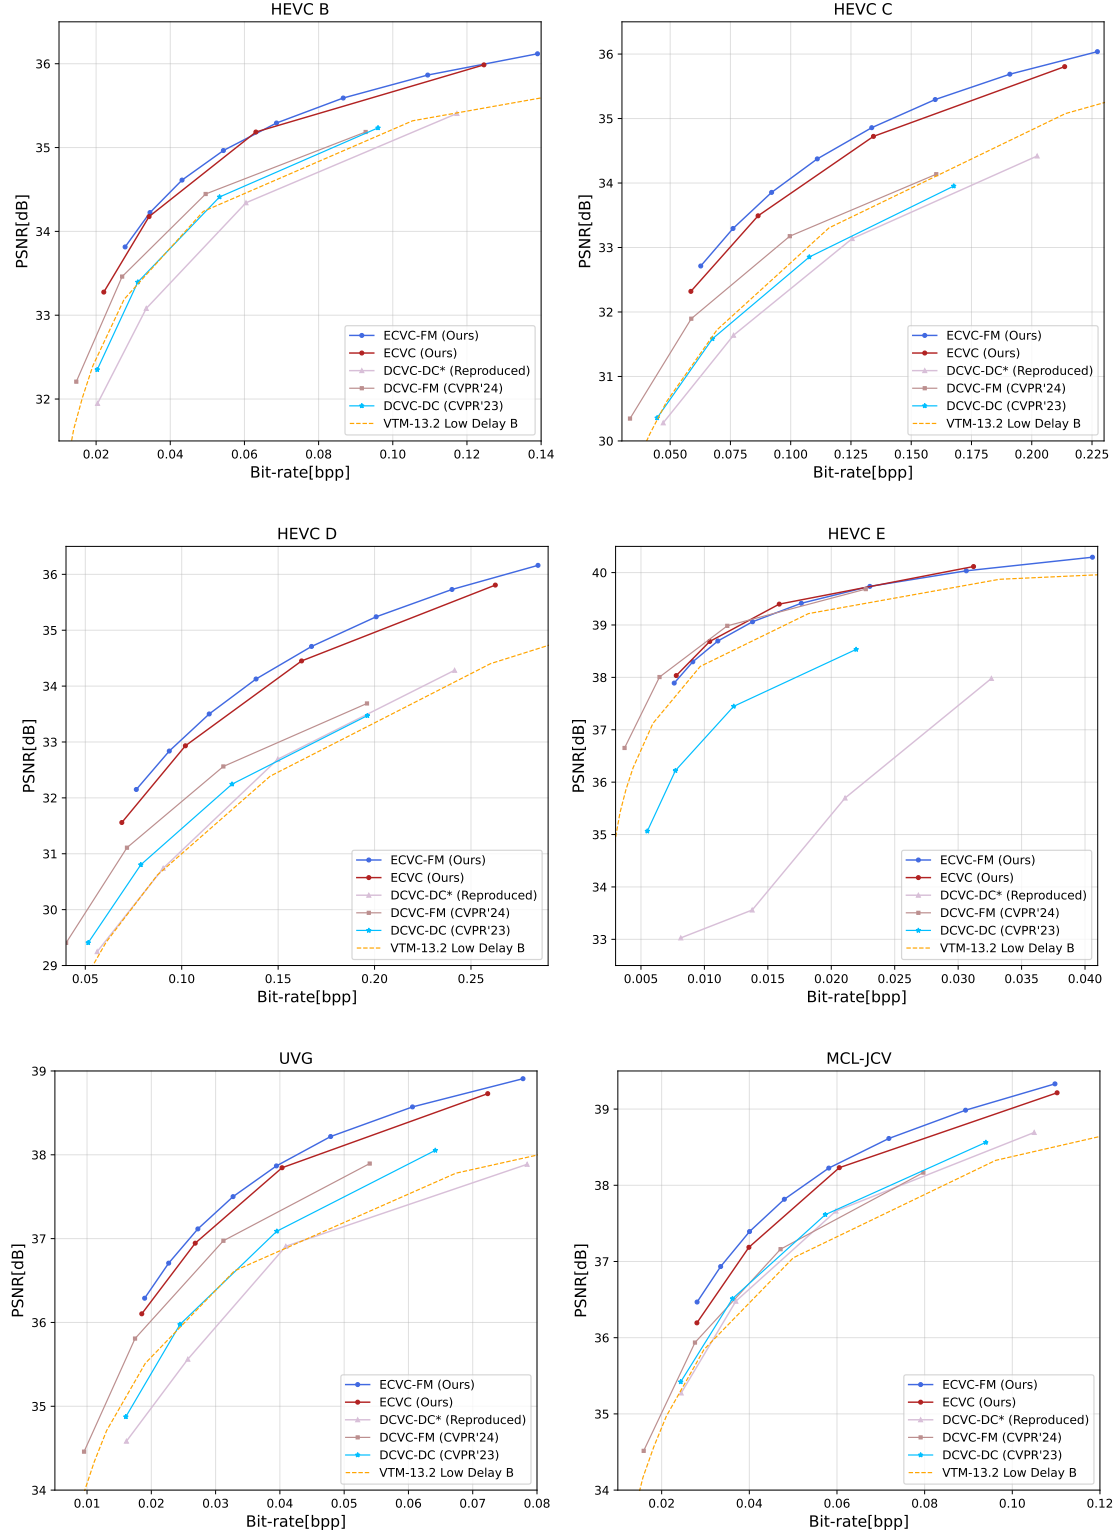 HEVC B
36
35
34
33
32
PSNR[dB]
0.02 0.04 0.06 0.08 0.10 0.12 0.14
Bit-rate[bpp]
ECVC-FM (Ours)
ECVC (Ours)
DCVC-DC* (Reproduced)
DCVC-FM (CVPR'24)
DCVC-DC (CVPR'23)
VTM-13.2 Low Delay B
HEVC C
36
35
34
33
32
31
30
PSNR[dB]
0.050 0.075 0.100 0.125 0.150 0.175 0.200 0.225
Bit-rate[bpp]
ECVC-FM (Ours)
ECVC (Ours)
DCVC-DC* (Reproduced)
DCVC-FM (CVPR'24)
DCVC-DC (CVPR'23)
VTM-13.2 Low Delay B
HEVC D
36
35
34
33
32
31
30
29
PSNR[dB]
0.05 0.10 0.15 0.20 0.25
Bit-rate[bpp]
ECVC-FM (Ours)
ECVC (Ours)
DCVC-DC* (Reproduced)
DCVC-FM (CVPR'24)
DCVC-DC (CVPR'23)
VTM-13.2 Low Delay B
HEVC E
40
39
38
37
36
35
34
33
PSNR[dB]
0.005 0.010 0.015 0.020 0.025 0.030 0.035 0.040
Bit-rate[bpp]
ECVC-FM (Ours)
ECVC (Ours)
DCVC-DC* (Reproduced)
DCVC-FM (CVPR'24)
DCVC-DC (CVPR'23)
VTM-13.2 Low Delay B
UVG
39
38
37
36
35
34
PSNR[dB]
0.01 0.02 0.03 0.04 0.05 0.06 0.07 0.08
Bit-rate[bpp]
ECVC-FM (Ours)
ECVC (Ours)
DCVC-DC* (Reproduced)
DCVC-FM (CVPR'24)
DCVC-DC (CVPR'23)
VTM-13.2 Low Delay B
MCL-JCV
39
38
37
36
35
34
PSNR[dB]
0.02 0.04 0.06 0.08 0.10 0.12
Bit-rate[bpp]
ECVC-FM (Ours)
ECVC (Ours)
DCVC-DC* (Reproduced)
DCVC-FM (CVPR'24)
DCVC-DC (CVPR'23)
VTM-13.2 Low Delay B